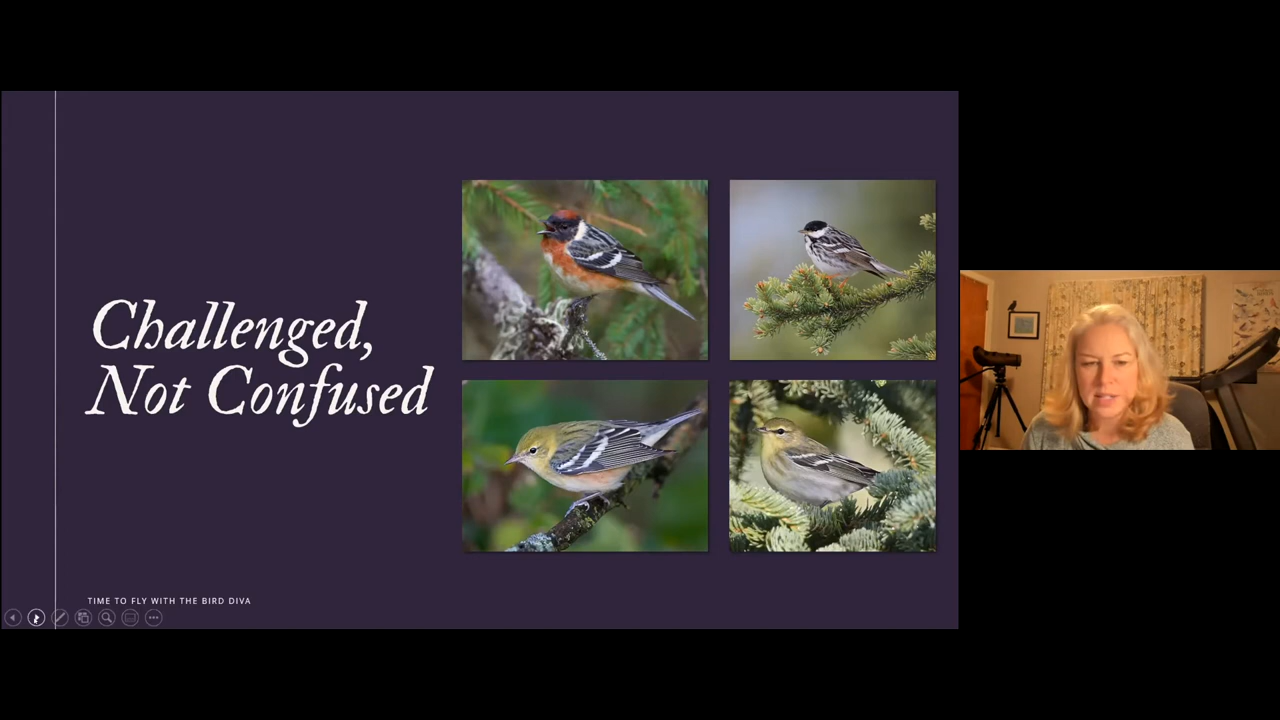 Challenged,
Not Confused
TIME TO FLY WITH THE BIRD DIVA